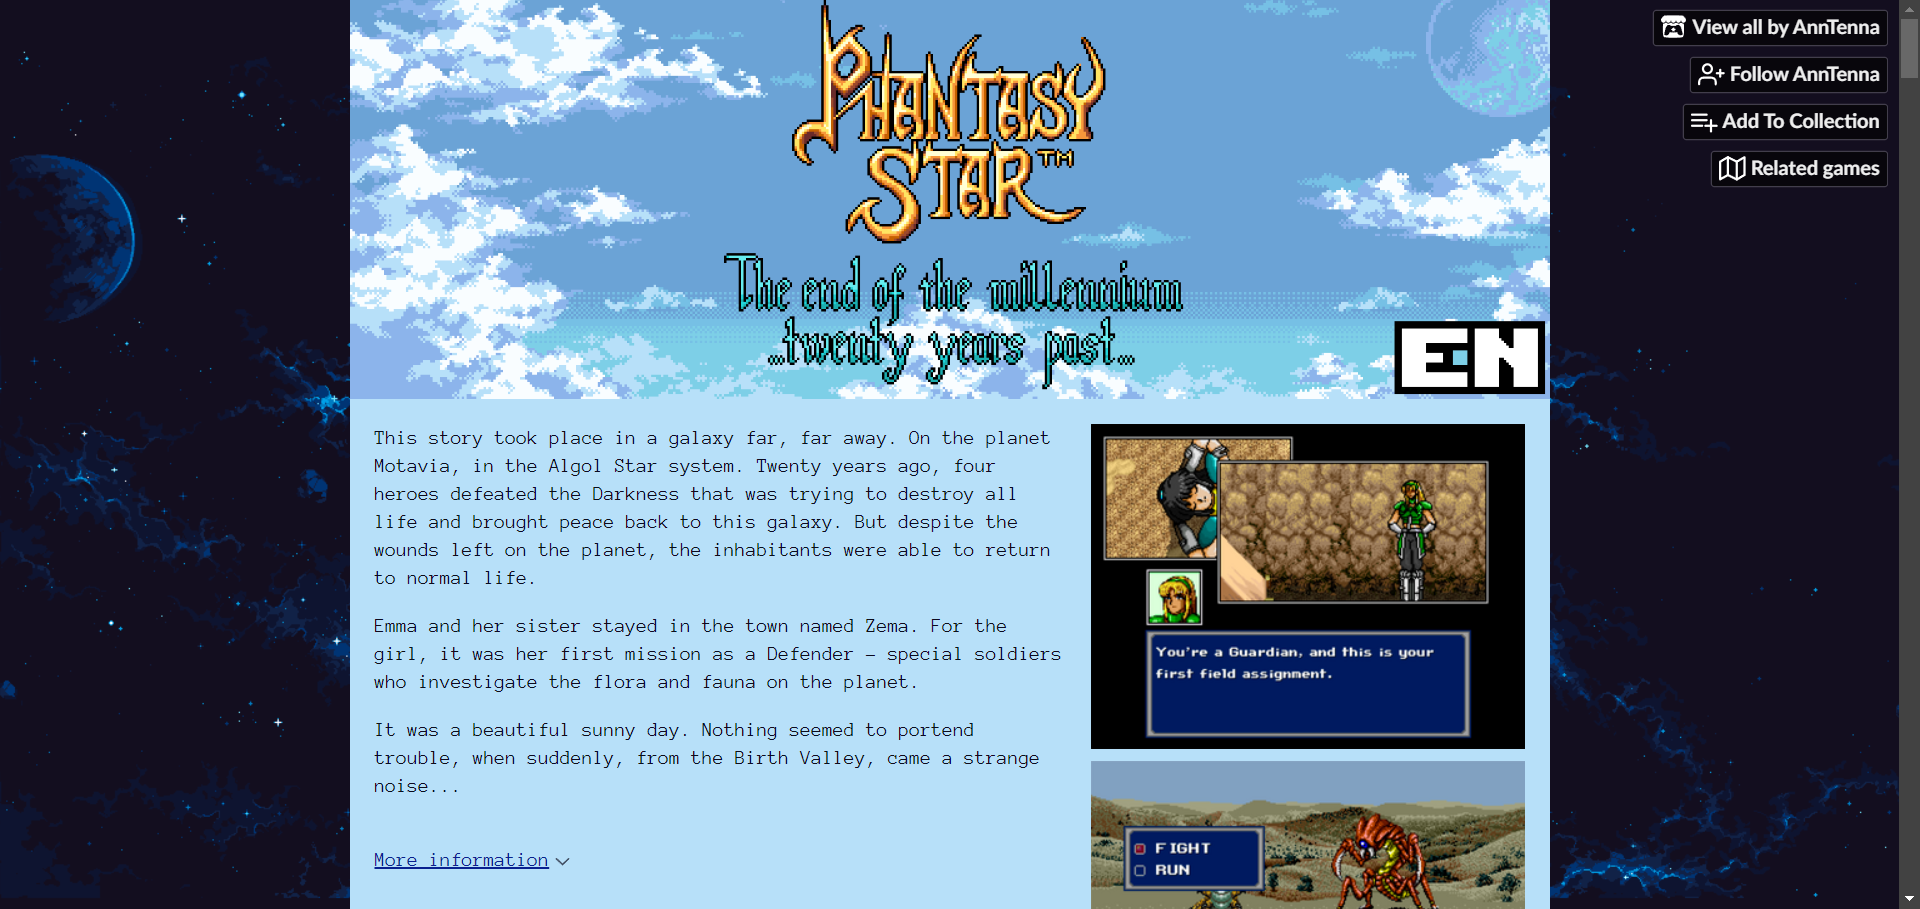 PHANTASY
STAR™
The end of the millennium
...twenty years past...
EN
View all by AnnTenna
Follow AnnTenna
Add To Collection
Related games
This story took place in a galaxy far, far away. On the planet
Motavia, in the Algol Star system. Twenty years ago, four
heroes defeated the Darkness that was trying to destroy all
life and brought peace back to this galaxy. But despite the
wounds left on the planet, the inhabitants were able to return
to normal life.
Emma and her sister stayed in the town named Zema. For the
girl, it was her first mission as a Defender – special soldiers
who investigate the flora and fauna on the planet.
It was a beautiful sunny day. Nothing seemed to portend
trouble, when suddenly, from the Birth Valley, came a strange
noise...
More information
You're a Guardian, and this is your
first field assignment.
FIGHT
RUN